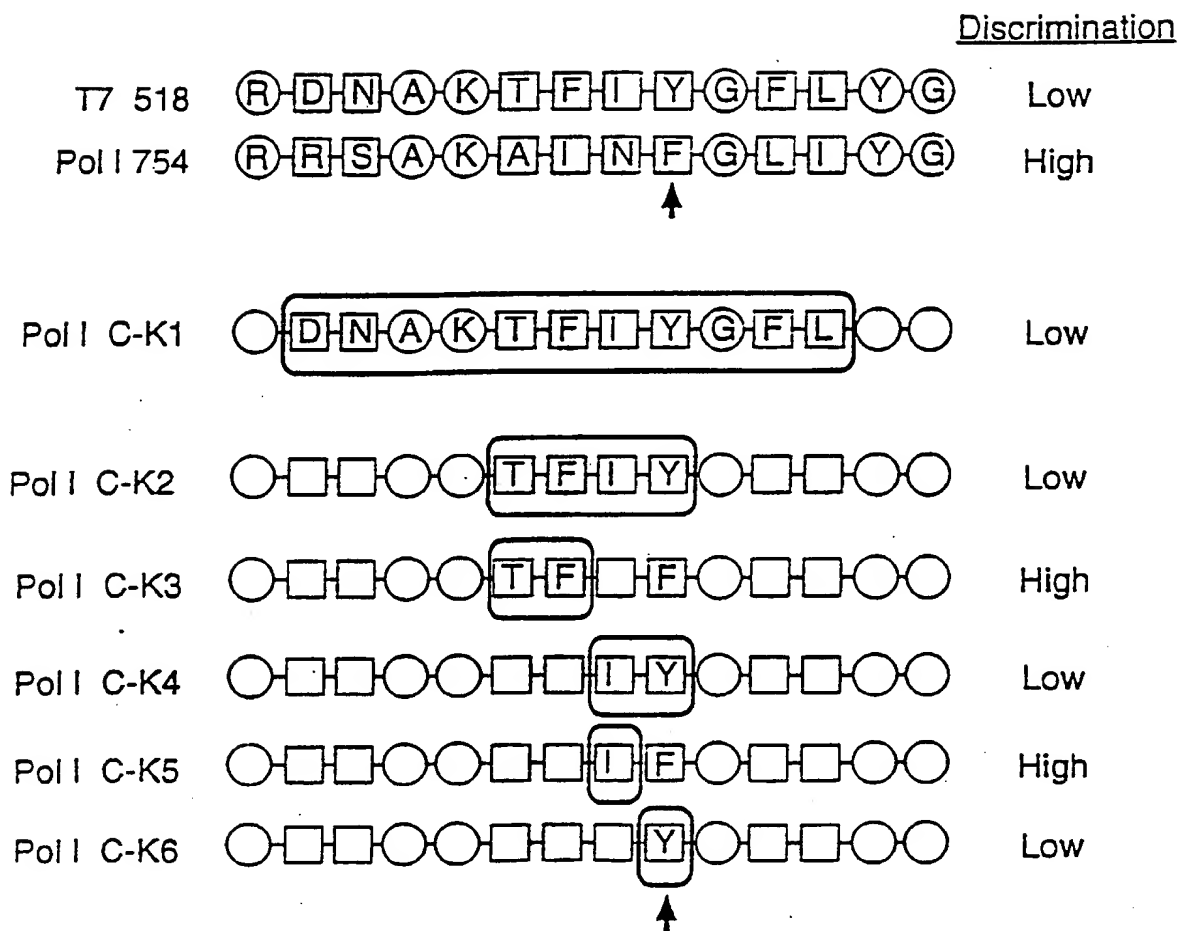 Discrimination
T7 518 R D N A K T F I Y G F L Y G Low
Pol I 754 R R S A K A I N F G L I Y G High
Pol I C-K1 D N A K T F I Y G F L Low
Pol I C-K2 T F I Y Low
Pol I C-K3 T F F High
Pol I C-K4 I Y Low
Pol I C-K5 I F High
Pol I C-K6 Y Low